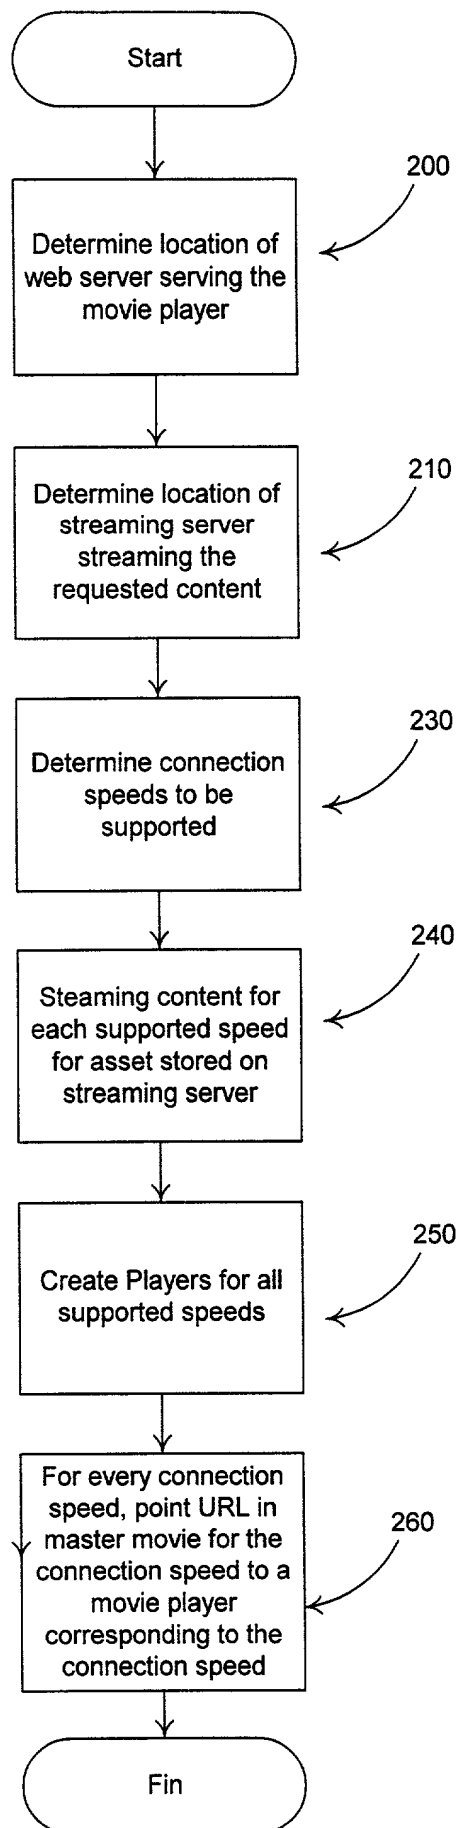 Start
200
Determine location of
web server serving the
movie player
210
Determine location of
streaming server
streaming the
requested content
230
Determine connection
speeds to be
supported
240
Steaming content for
each supported speed
for asset stored on
streaming server
250
Create Players for all
supported speeds
260
For every connection
speed, point URL in
master movie for the
connection speed to a
movie player
corresponding to the
connection speed
Fin